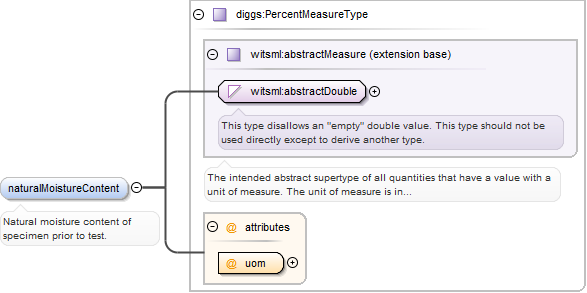 diggs:PercentMeasureType
witsml:abstractMeasure (extension base)
witsml:abstractDouble
This type disallows an "empty" double value. This type should not be
used directly except to derive another type.
The intended abstract supertype of all quantities that have a value with a
unit of measure. The unit of measure is in...
naturalMoistureContent
Natural moisture content of
specimen prior to test.
@ attributes
@ uom